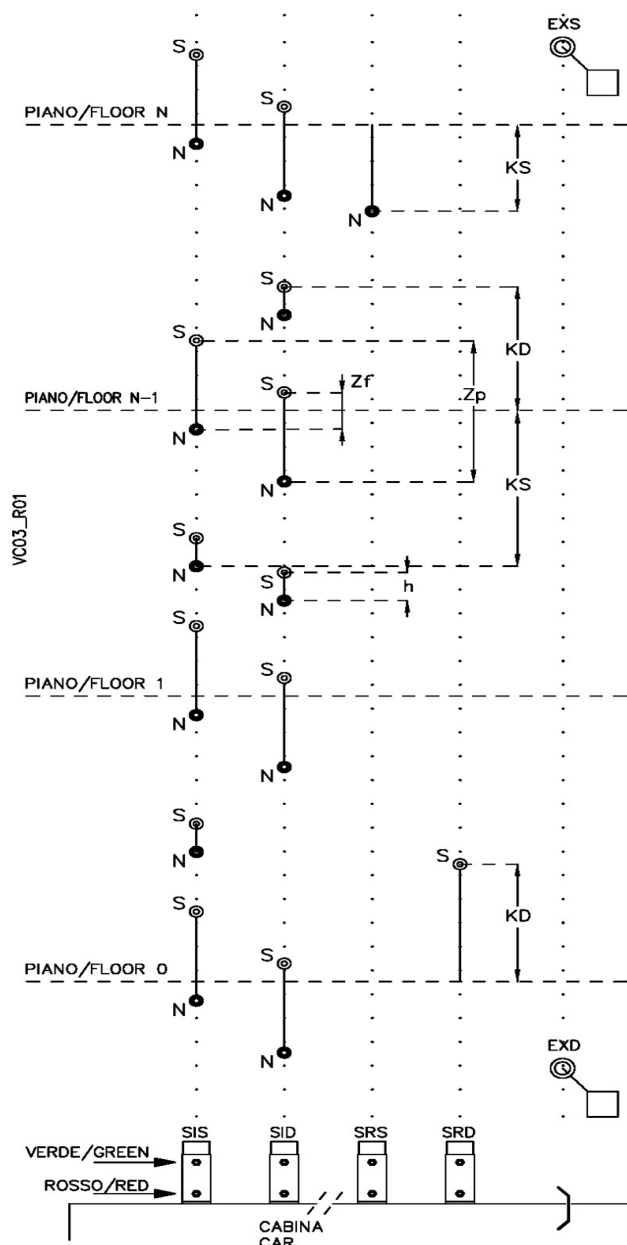 EXS
S
S
PIANO/FLOOR N
N
KS
N
N
S
N
KD
S
Zf
S
Zp
PIANO/FLOOR N-1
N
KS
N
S
VC03_R01
N
S
h
N
S
S
PIANO/FLOOR 1
N
N
S
N
S
S
KD
S
PIANO/FLOOR 0
N
N
EXD
SIS SID SRS SRD
VERDE/GREEN
ROSSO/RED
CABINA
CAR